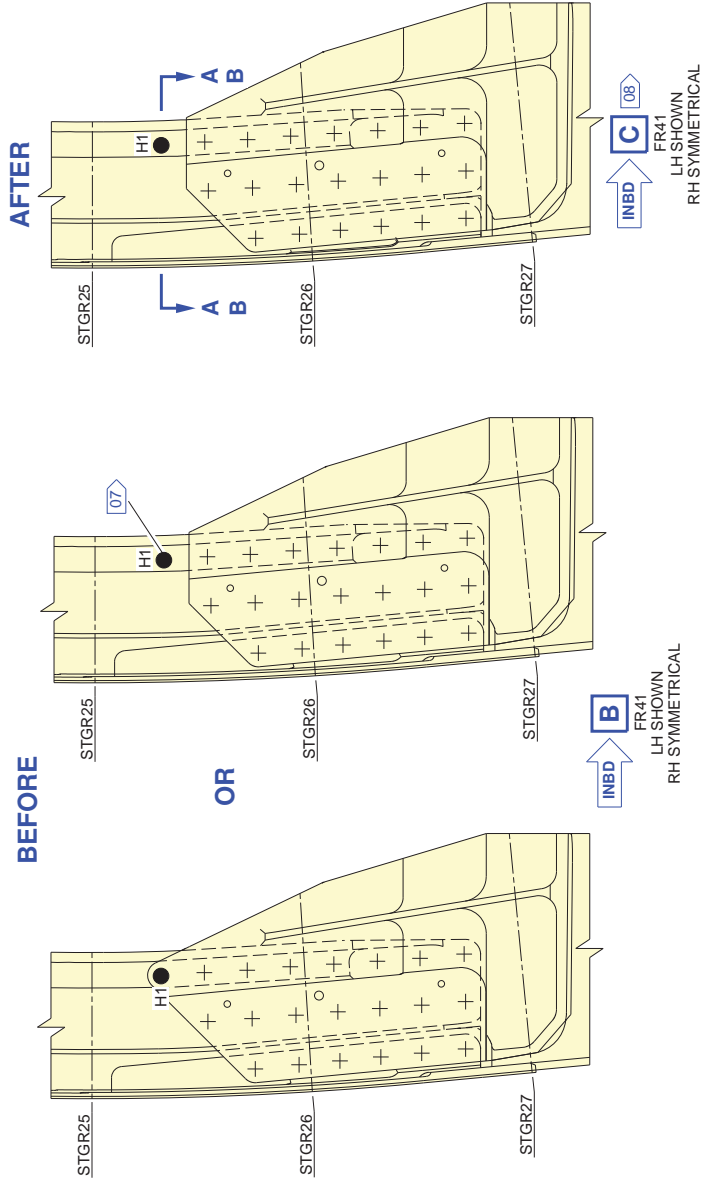 BEFORE
OR
AFTER
STGR25
STGR26
STGR27
H1
STGR25
STGR26
STGR27
H1
07
INBD
B
FR41
LH SHOWN
RH SYMMETRICAL
STGR25
STGR26
STGR27
H1
A
B
A
B
INBD
C
08
FR41
LH SHOWN
RH SYMMETRICAL